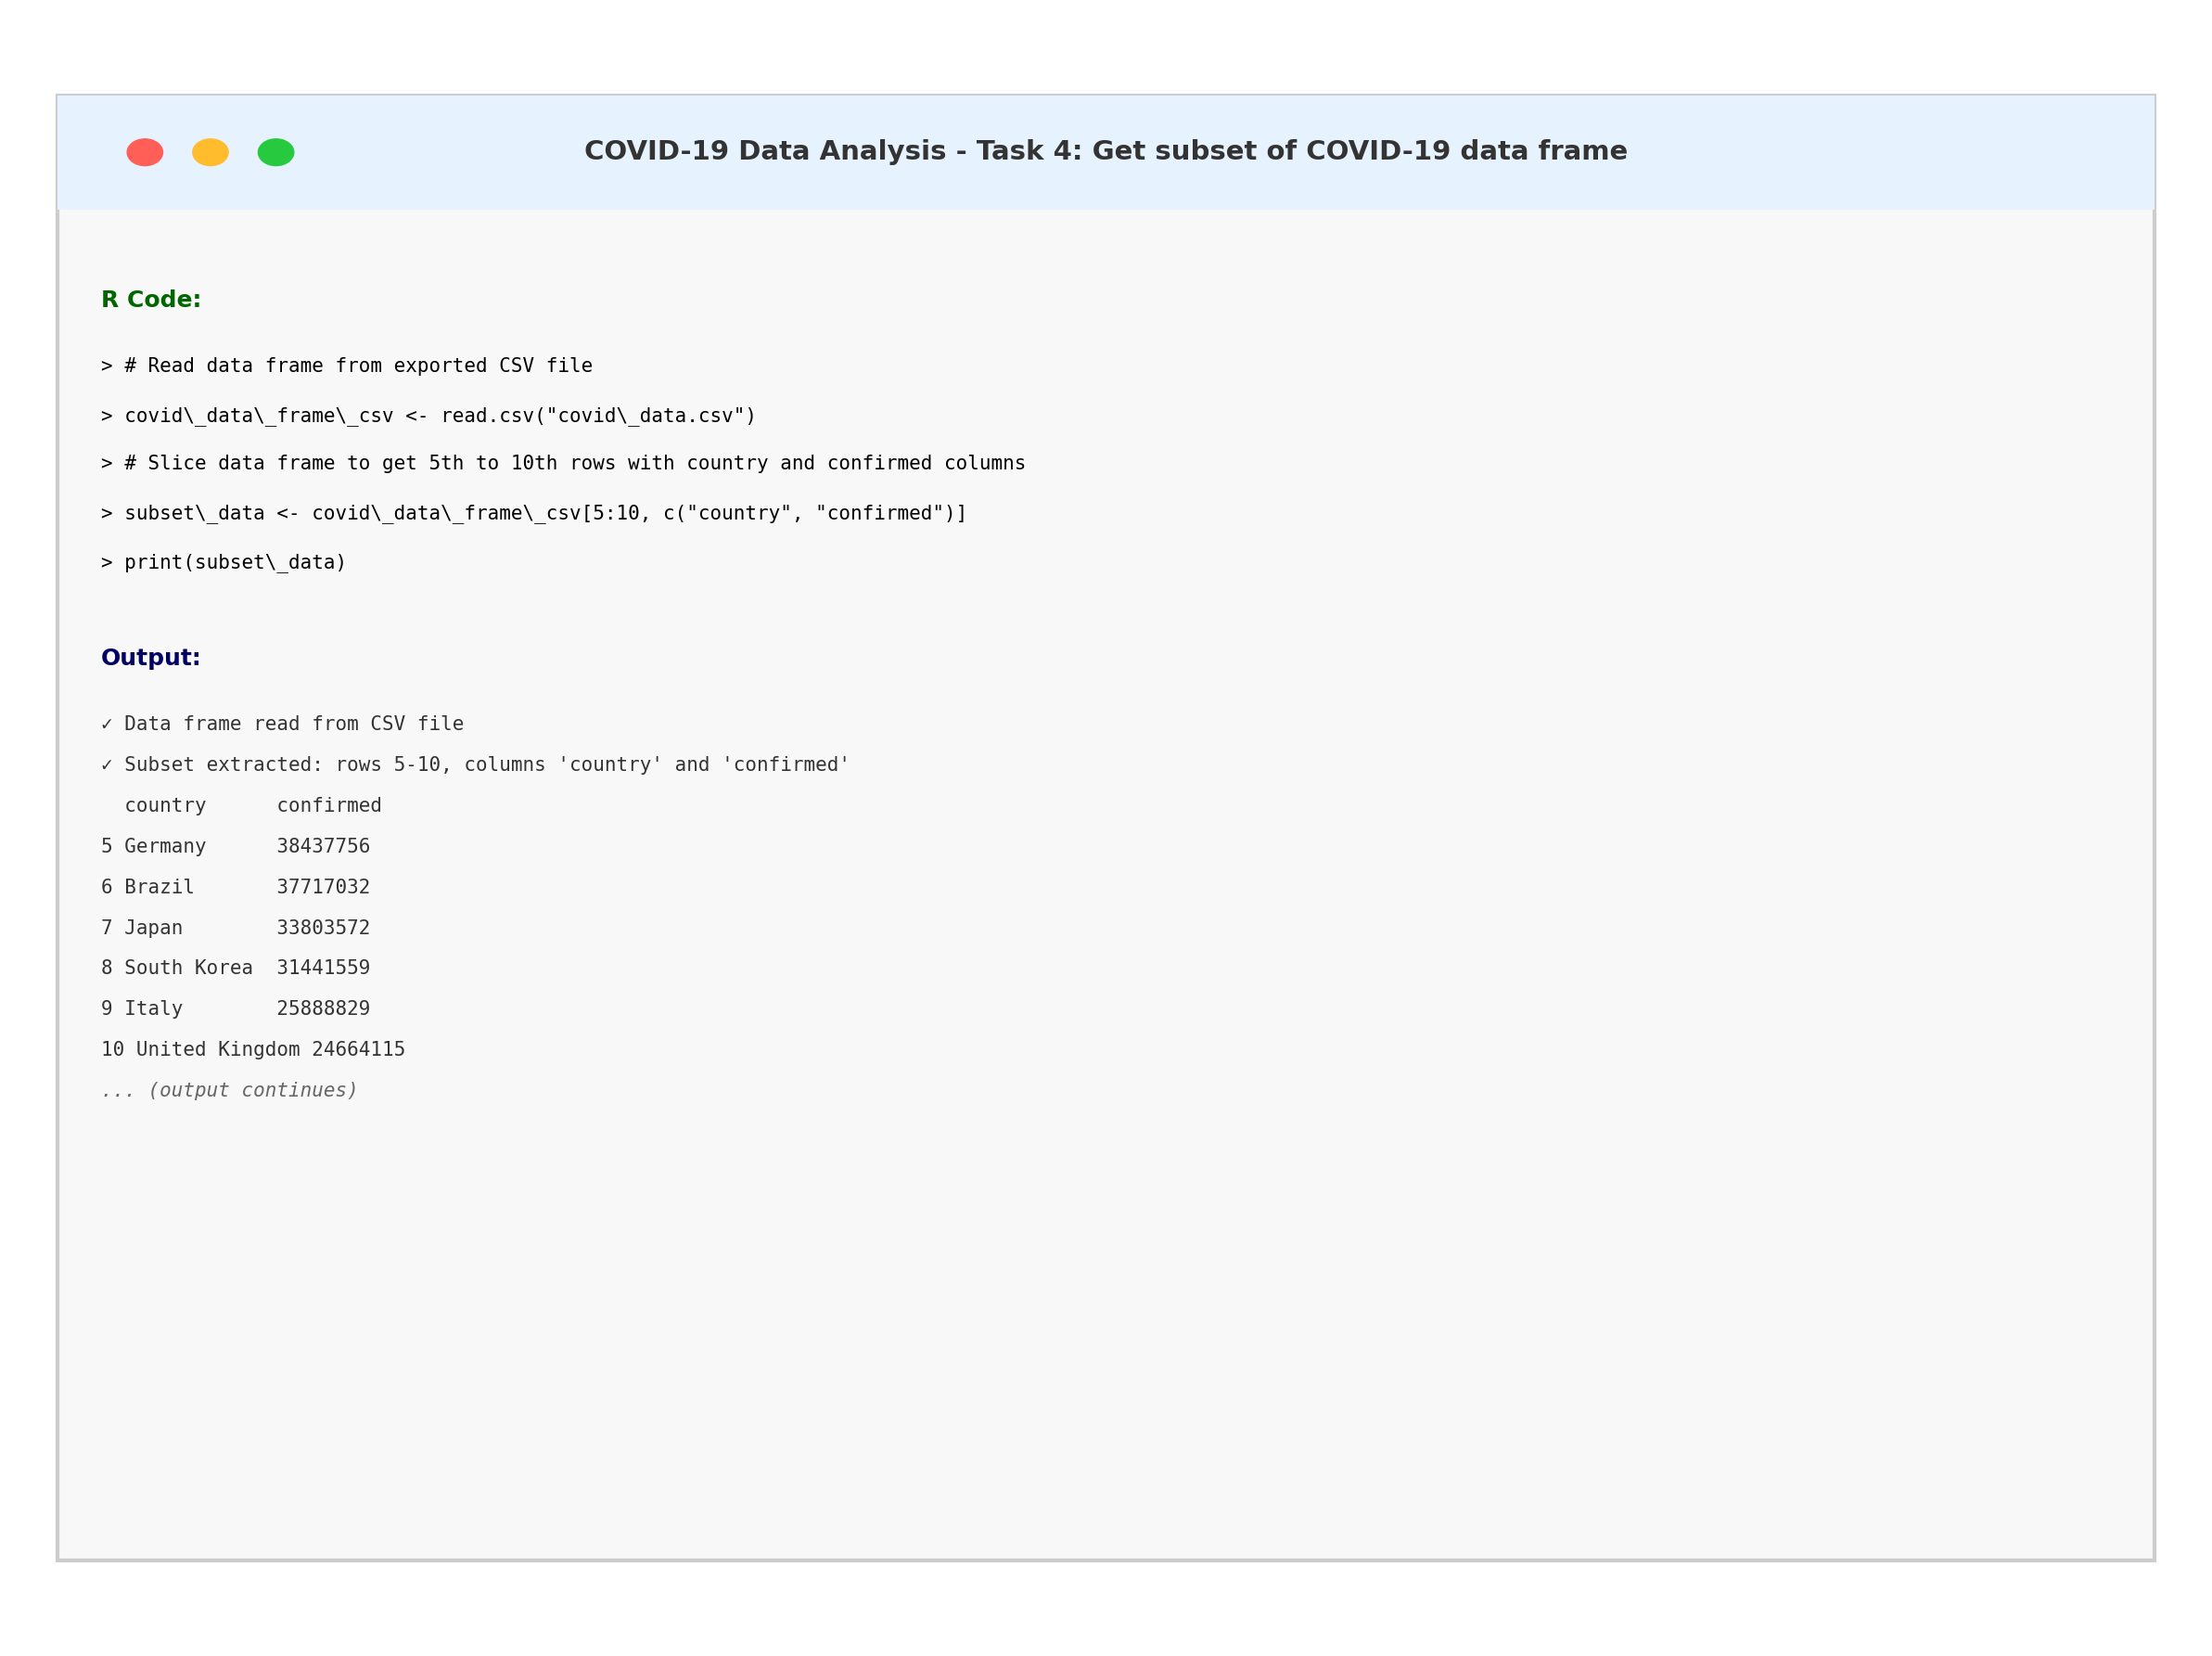 COVID-19 Data Analysis - Task 4: Get subset of COVID-19 data frame
R Code:
> # Read data frame from exported CSV file
> covid\_data\_frame\_csv <- read.csv("covid\_data.csv")
> # Slice data frame to get 5th to 10th rows with country and confirmed columns
> subset\_data <- covid\_data\_frame\_csv[5:10, c("country", "confirmed")]
> print(subset\_data)
Output:
✓ Data frame read from CSV file
✓ Subset extracted: rows 5-10, columns 'country' and 'confirmed'
  country      confirmed
5 Germany      38437756
6 Brazil       37717032
7 Japan        33803572
8 South Korea  31441559
9 Italy        25888829
10 United Kingdom 24664115
... (output continues)